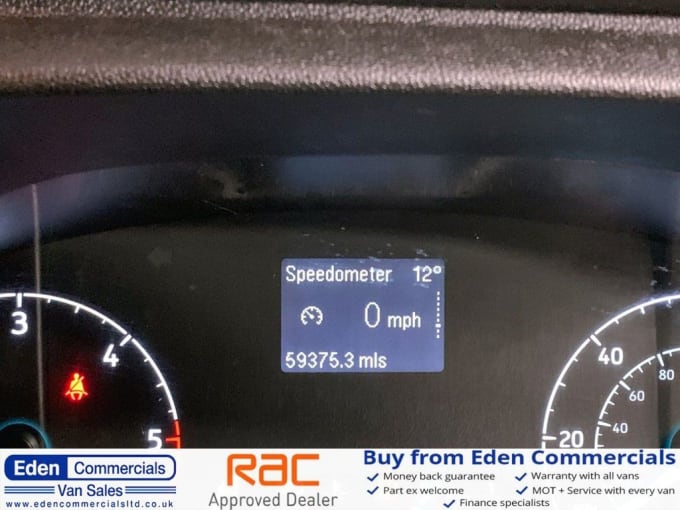 Speedometer 12°
0 mph
59375.3 mls
3
4
5
40
20
80
60
40
Eden Commercials
Van Sales
www.edencommercialsltd.co.uk
RAC
Approved Dealer
Buy from Eden Commercials
✓ Money back guarantee ✓ Warranty with all vans
✓ Part ex welcome ✓ MOT + Service with every van
✓ Finance specialists